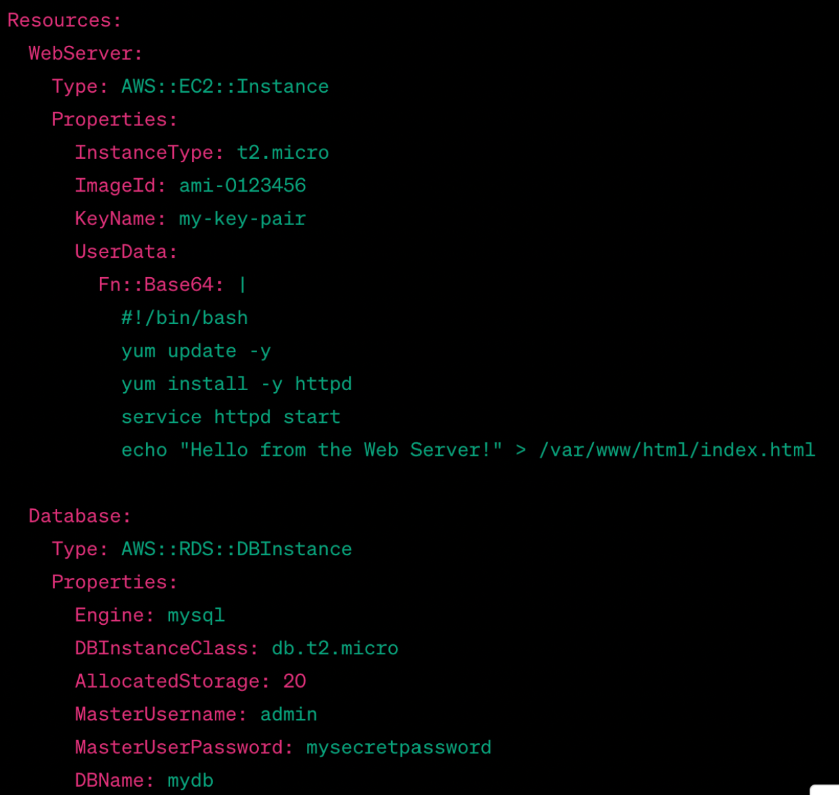 Resources:
  WebServer:
    Type: AWS::EC2::Instance
    Properties:
      InstanceType: t2.micro
      ImageId: ami-0123456
      KeyName: my-key-pair
      UserData:
        Fn::Base64: |
          #!/bin/bash
          yum update -y
          yum install -y httpd
          service httpd start
          echo "Hello from the Web Server!" > /var/www/html/index.html

  Database:
    Type: AWS::RDS::DBInstance
    Properties:
      Engine: mysql
      DBInstanceClass: db.t2.micro
      AllocatedStorage: 20
      MasterUsername: admin
      MasterUserPassword: mysecretpassword
      DBName: mydb